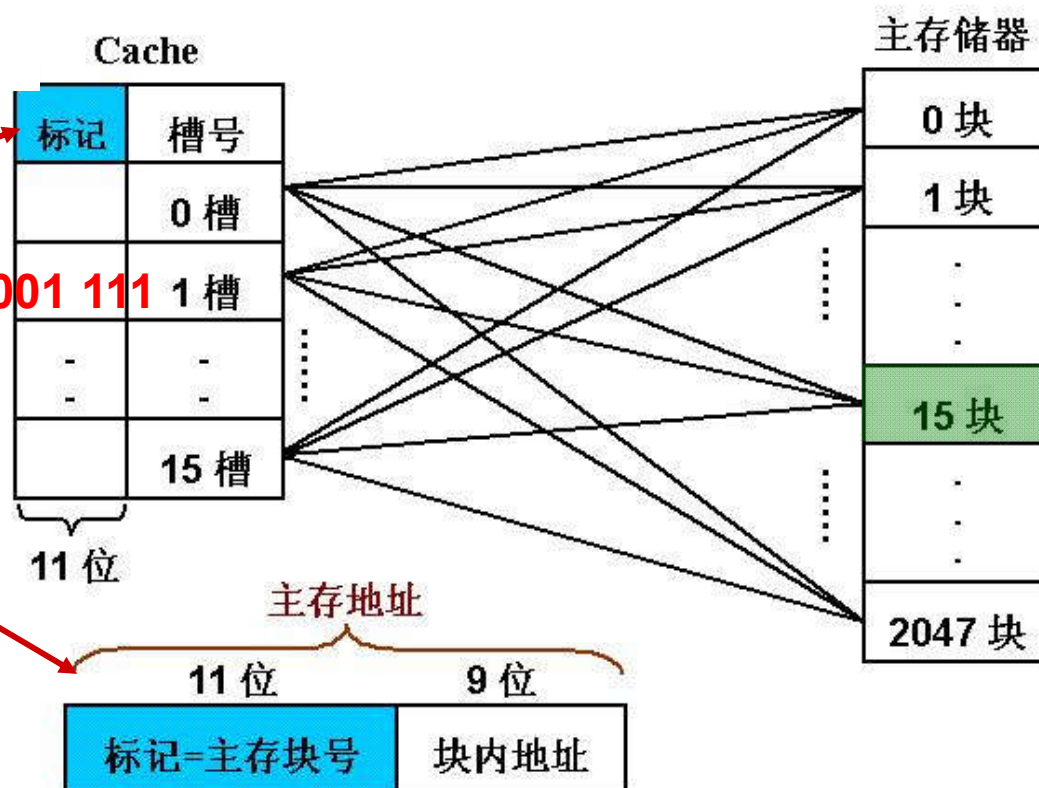 Cache
标记 槽号
0 槽
001 111 1 槽
- -
- -
15 槽
11 位
主存储器
0 块
1 块
15 块
2047 块
主存地址
11 位 9 位
标记=主存块号 块内地址